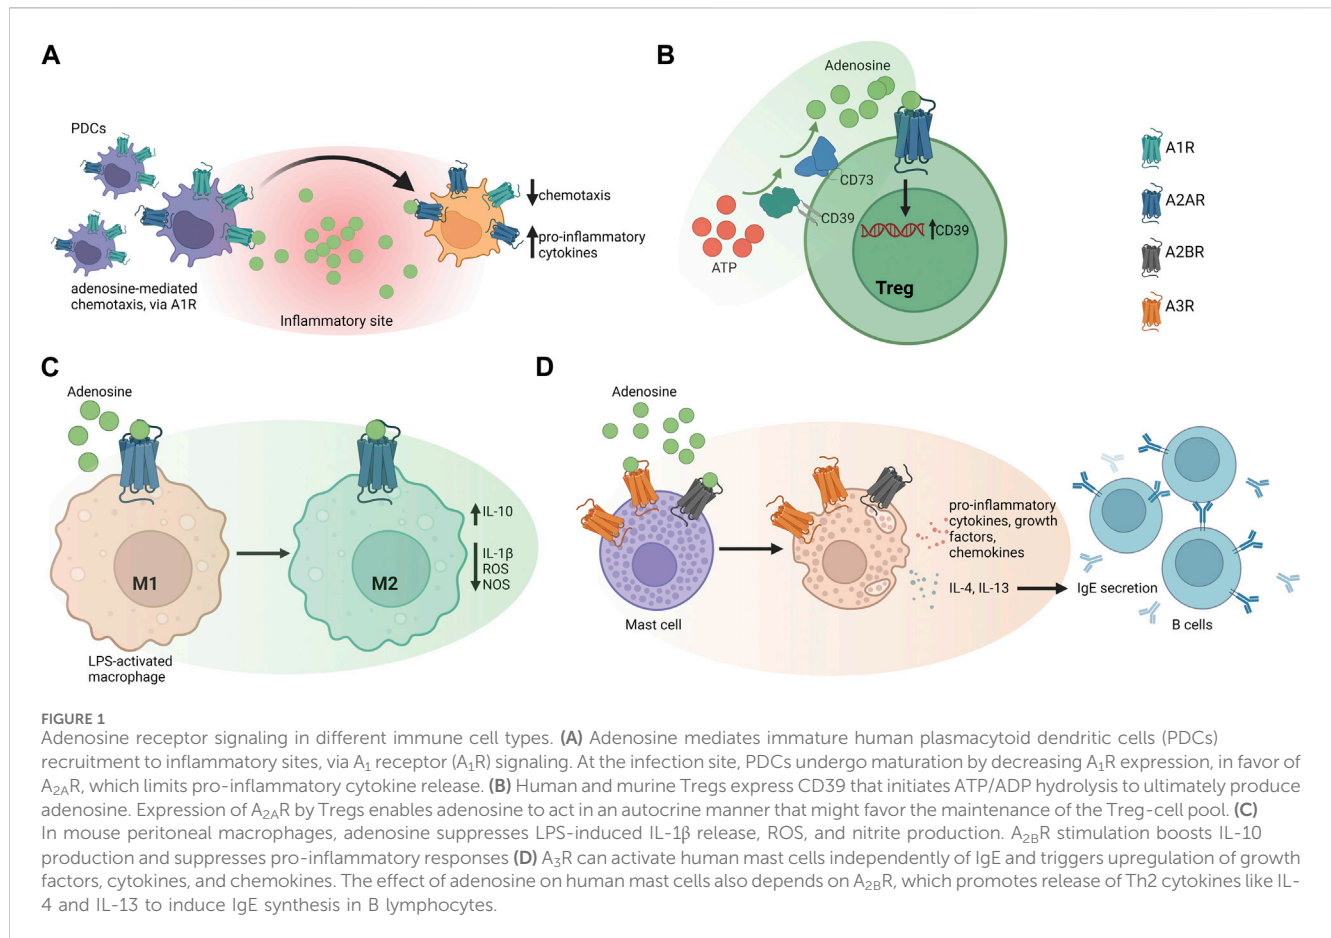 A
PDCs
adenosine-mediated
chemotaxis, via A1R
Inflammatory site
chemotaxis
pro-inflammatory
cytokines
B
Adenosine
CD73
CD39
ATP
CD39
Treg
A1R
A2AR
A2BR
A3R
C
Adenosine
M1
M2
IL-10
IL-1β
ROS
NOS
LPS-activated
macrophage
D
Adenosine
Mast cell
pro-inflammatory
cytokines, growth
factors,
chemokines
IL-4, IL-13
IgE secretion
B cells
FIGURE 1
Adenosine receptor signaling in different immune cell types. (A) Adenosine mediates immature human plasmacytoid dendritic cells (PDCs)
recruitment to inflammatory sites, via A₁ receptor (A₁R) signaling. At the infection site, PDCs undergo maturation by decreasing A₁R expression, in favor of
A₂ₐR, which limits pro-inflammatory cytokine release. (B) Human and murine Tregs express CD39 that initiates ATP/ADP hydrolysis to ultimately produce
adenosine. Expression of A₂ₐR by Tregs enables adenosine to act in an autocrine manner that might favor the maintenance of the Treg-cell pool. (C)
In mouse peritoneal macrophages, adenosine suppresses LPS-induced IL-1β release, ROS, and nitrite production. A2BR stimulation boosts IL-10
production and suppresses pro-inflammatory responses (D) A₃R can activate human mast cells independently of IgE and triggers upregulation of growth
factors, cytokines, and chemokines. The effect of adenosine on human mast cells also depends on A2BR, which promotes release of Th2 cytokines like IL-
4 and IL-13 to induce IgE synthesis in B lymphocytes.